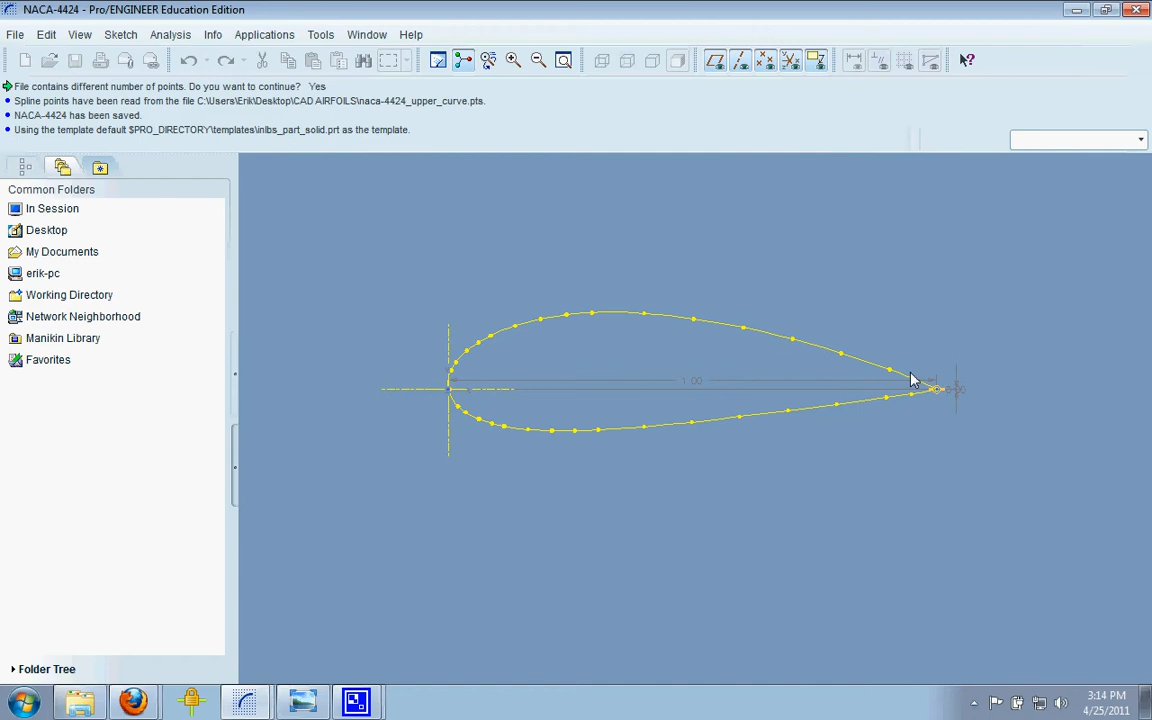 NACA-4424 - Pro/ENGINEER Education Edition
File Edit View Sketch Analysis Info Applications Tools Window Help
File contains different number of points. Do you want to continue? Yes
Spline points have been read from the file C:\Users\Erik\Desktop\CAD AIRFOILS\naca-4424_upper_curve.pts.
NACA-4424 has been saved.
Using the template default $PRO_DIRECTORY\templates\inlbs_part_solid.prt as the template.
Common Folders
In Session
Desktop
My Documents
erik-pc
Working Directory
Network Neighborhood
Manikin Library
Favorites
1.00
Folder Tree
3:14 PM
4/25/2011